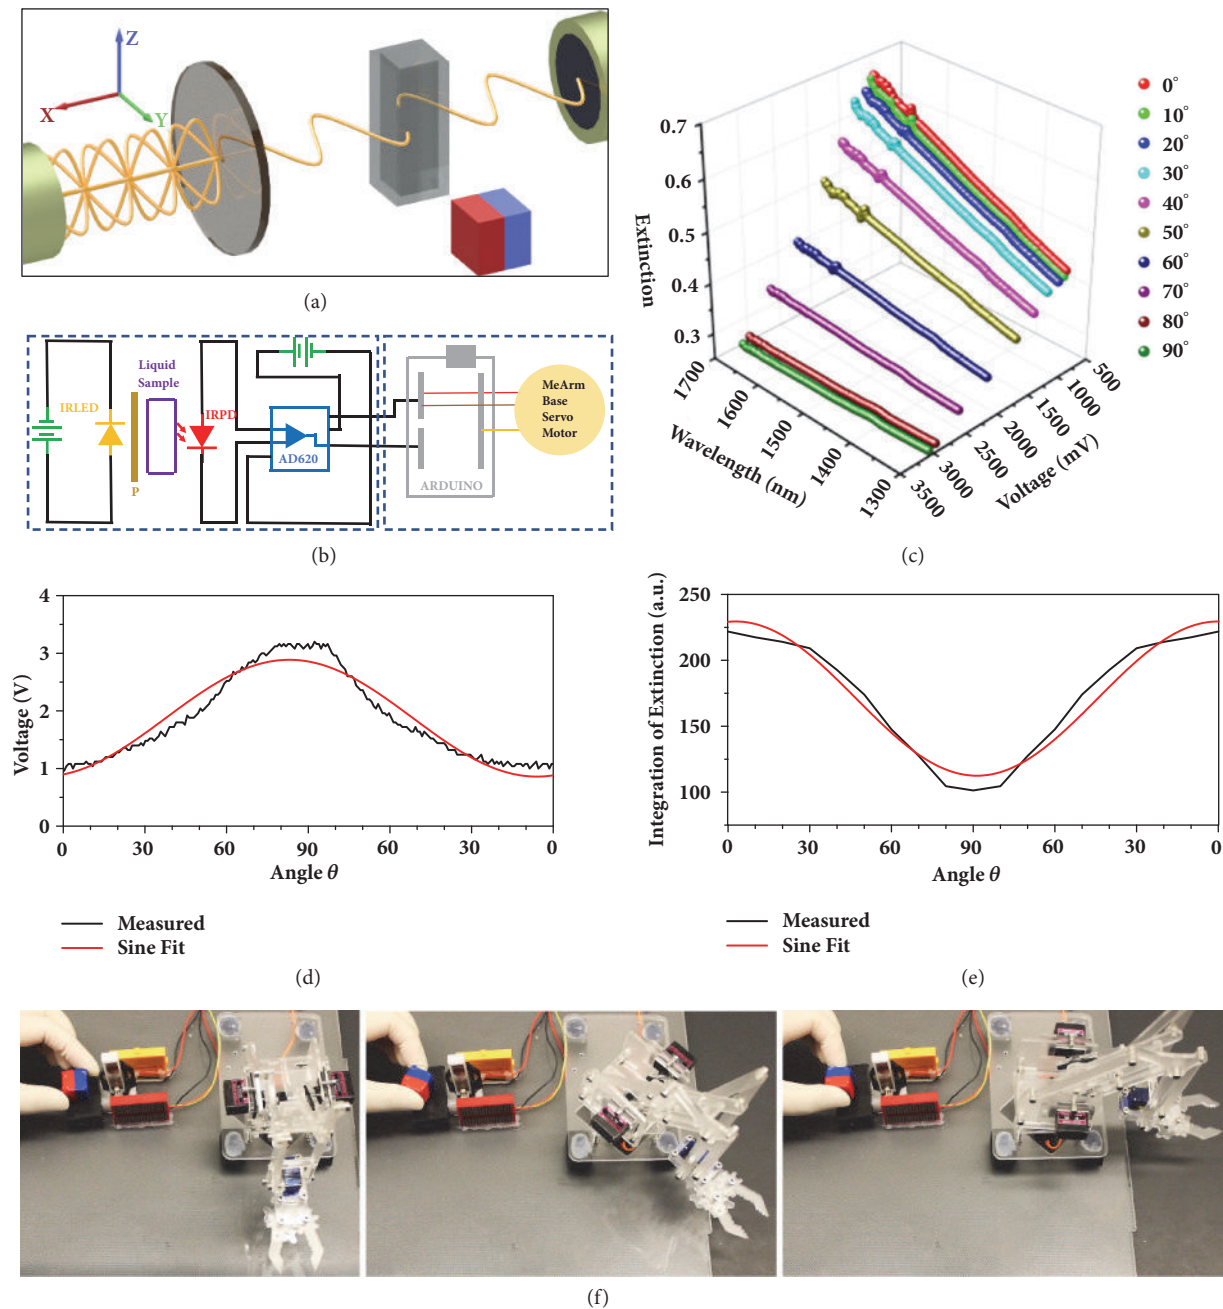 Z
X
Y
(a)
0°
10°
20°
30°
40°
50°
60°
70°
80°
90°
0.7
0.6
0.5
0.4
0.3
Extinction
1700
1600
1500
1400
1300
Wavelength (nm)
500
1000
1500
2000
2500
3000
3500
Voltage (mV)
(c)
Liquid
Sample
IRLED
IRPD
P
AD620
ARDUINO
MeArm
Base
Servo
Motor
(b)
4
3
2
1
0
Voltage (V)
0 30 60 90 60 30 0
Angle θ
Measured
Sine Fit
(d)
250
200
150
100
Integration of Extinction (a.u.)
0 30 60 90 60 30 0
Angle θ
Measured
Sine Fit
(e)
(f)